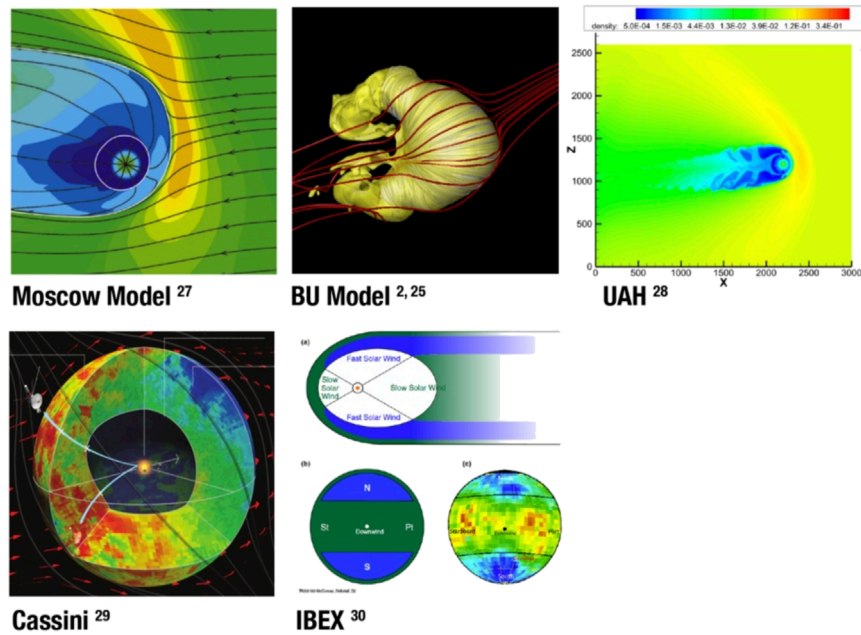 density: 5.0E-04 1.5E-03 4.4E-03 1.3E-02 3.7E-02 1.2E-01 3.4E-01
2500
2000
Z
1500
1000
500
0
0 500 1000 1500 2000 2500 3000
X
Moscow Model 27
BU Model 2, 25
UAH 28
(a)
Fast Solar Wind
Slow
Solar
Wind
Slow Solar Wind
Fast Solar Wind
(b)
(c)
N
St
Pt
Downwind
S
South
Cassini 29
IBEX 30